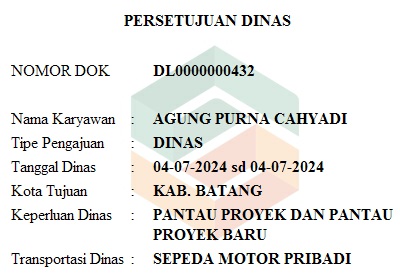 PERSETUJUAN DINAS
NOMOR DOK DL0000000432
Nama Karyawan : AGUNG PURNA CAHYADI
Tipe Pengajuan : DINAS
Tanggal Dinas : 04-07-2024 sd 04-07-2024
Kota Tujuan : KAB. BATANG
Keperluan Dinas : PANTAU PROYEK DAN PANTAU
PROYEK BARU
Transportasi Dinas : SEPEDA MOTOR PRIBADI